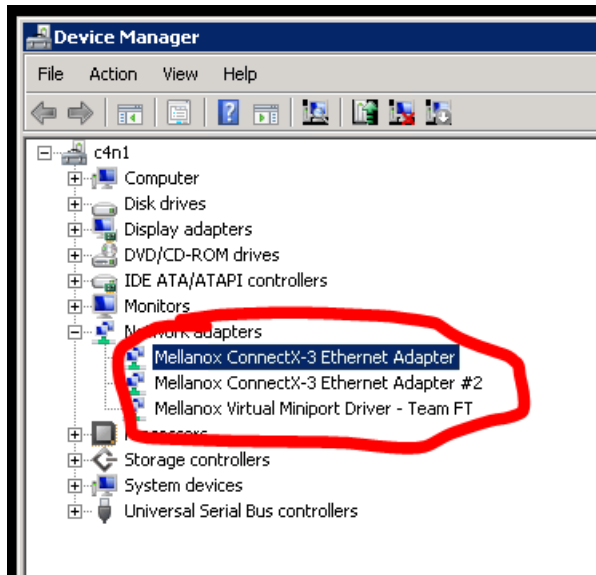 Device Manager
File Action View Help
c4n1
Computer
Disk drives
Display adapters
DVD/CD-ROM drives
IDE ATA/ATAPI controllers
Monitors
Network adapters
Mellanox ConnectX-3 Ethernet Adapter
Mellanox ConnectX-3 Ethernet Adapter #2
Mellanox Virtual Miniport Driver - Team FT
Processors
Storage controllers
System devices
Universal Serial Bus controllers